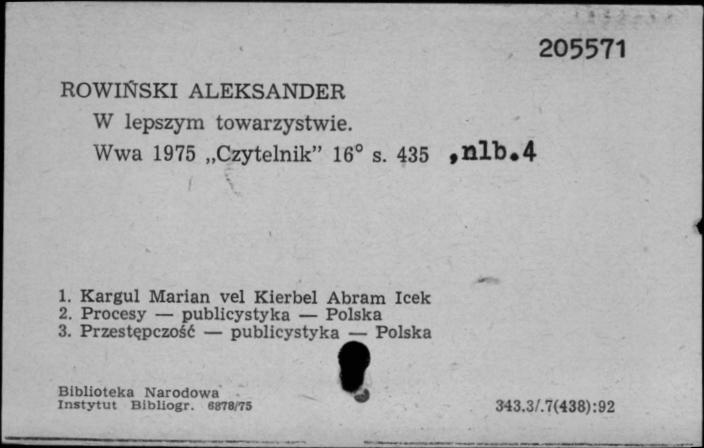 205571
ROWIŃSKI ALEKSANDER
W lepszym towarzystwie.
Wwa 1975 „Czytelnik” 16° s. 435 ,nlb.4
1. Kargul Marian vel Kierbel Abram Icek
2. Procesy — publicystyka — Polska
3. Przestępczość — publicystyka — Polska
Biblioteka Narodowa
Instytut Bibliogr. 6878/75
343.3/.7(438):92